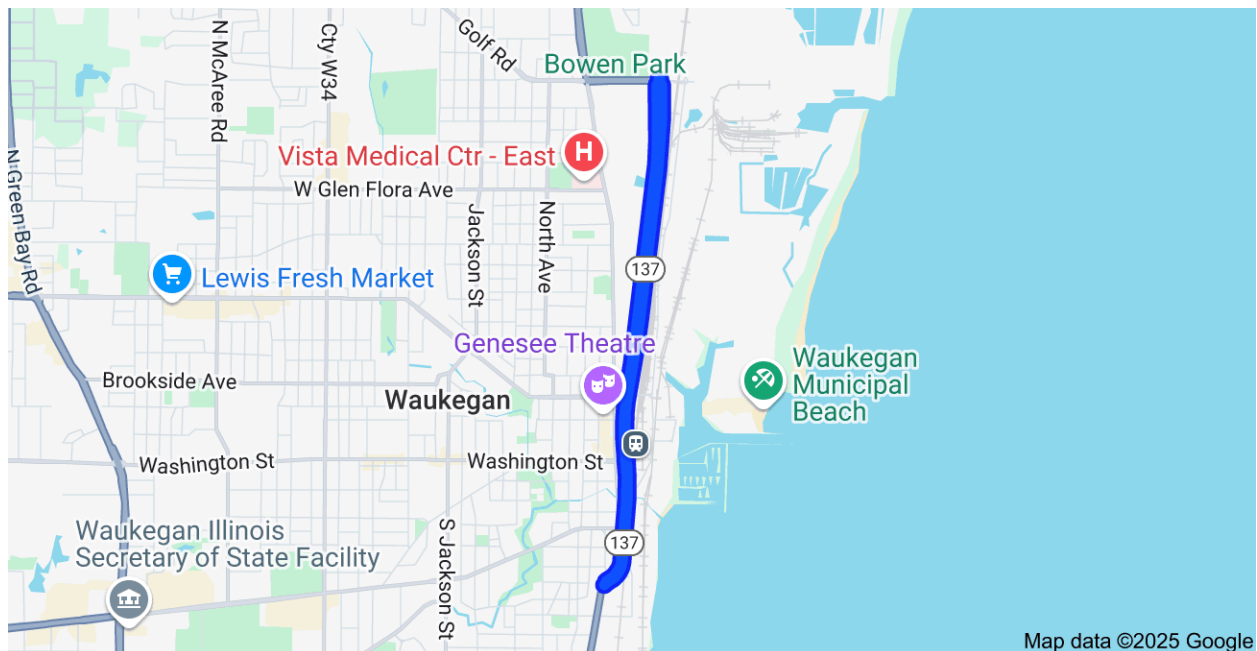 Golf Rd
Bowen Park
N McAree Rd
Cty W34
Vista Medical Ctr - East
H
W Glen Flora Ave
N Green Bay Rd
Jackson St
North Ave
137
Lewis Fresh Market
Genesee Theatre
Waukegan
Municipal
Beach
Brookside Ave
Waukegan
Washington St
Washington St
137
Waukegan Illinois
Secretary of State Facility
S Jackson St
Map data ©2025 Google